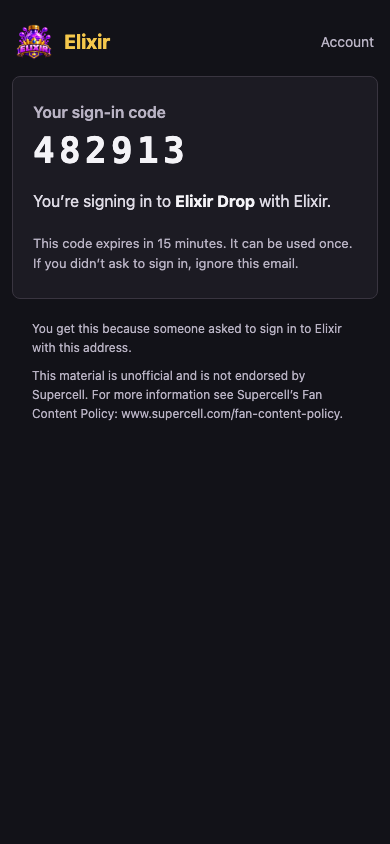 ELIXIR
Elixir
Account
Your sign-in code
482913
You’re signing in to Elixir Drop with Elixir.
This code expires in 15 minutes. It can be used once.
If you didn’t ask to sign in, ignore this email.
You get this because someone asked to sign in to Elixir
with this address.
This material is unofficial and is not endorsed by
Supercell. For more information see Supercell’s Fan
Content Policy: www.supercell.com/fan-content-policy.